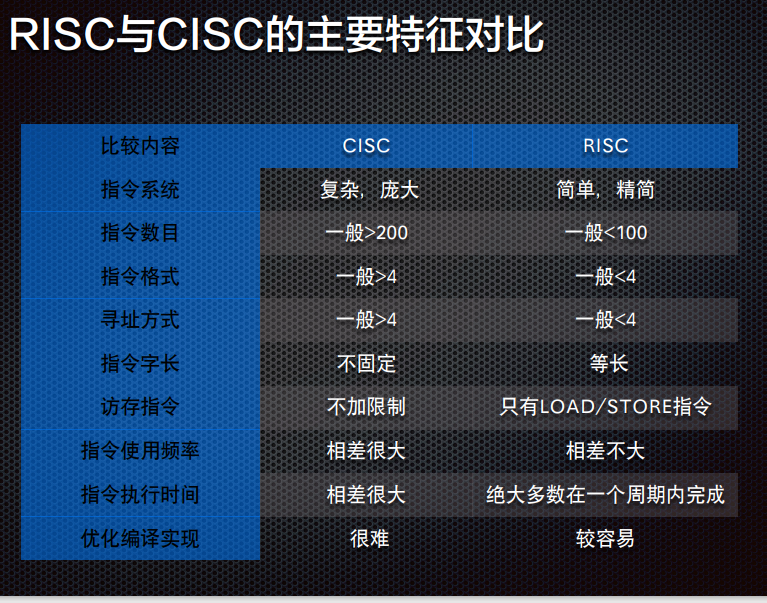 RISC与CISC的主要特征对比
比较内容 CISC RISC
指令系统 复杂，庞大 简单，精简
指令数目 一般>200 一般<100
指令格式 一般>4 一般<4
寻址方式 一般>4 一般<4
指令字长 不固定 等长
访存指令 不加限制 只有LOAD/STORE指令
指令使用频率 相差很大 相差不大
指令执行时间 相差很大 绝大多数在一个周期内完成
优化编译实现 很难 较容易